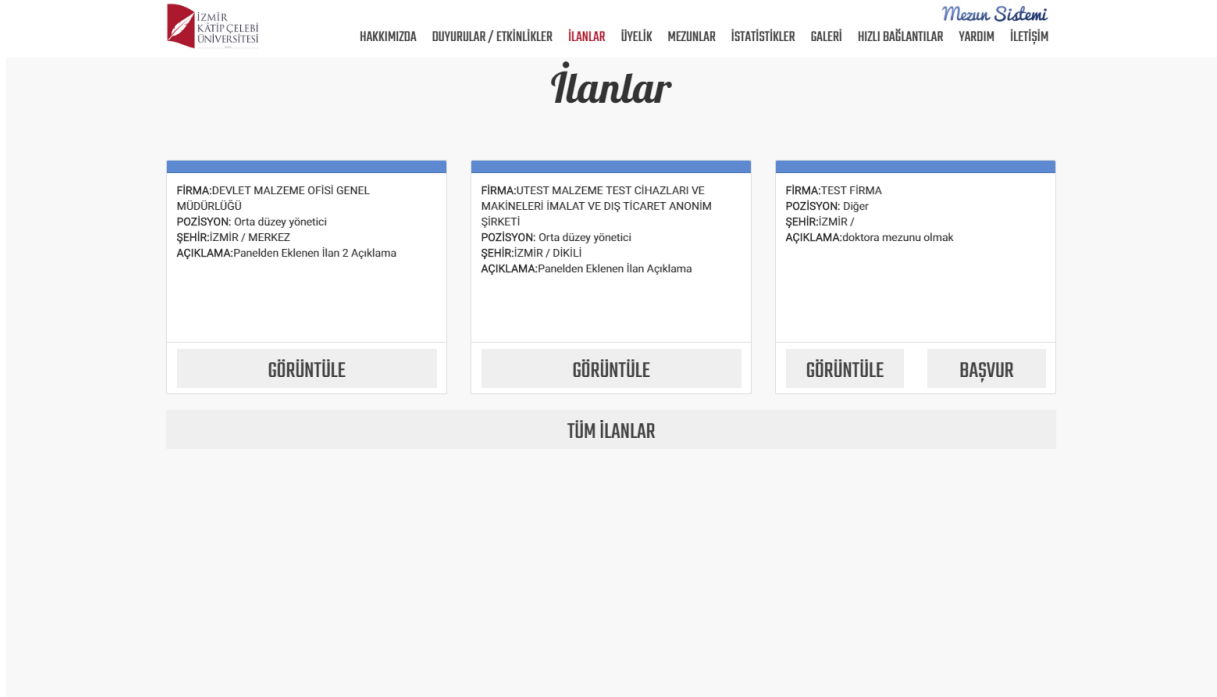 İZMİR
KÂTİP ÇELEBİ
ÜNİVERSİTESİ
Mezun Sistemi
HAKKIMIZDA DUYURULAR / ETKİNLİKLER İLANLAR ÜYELİK MEZUNLAR İSTATİSTİKLER GALERİ HIZLI BAĞLANTILAR YARDIM İLETİŞİM
İlanlar
FİRMA:DEVLET MALZEME OFİSİ GENEL
MÜDÜRLÜĞÜ
POZİSYON: Orta düzey yönetici
ŞEHİR:İZMİR / MERKEZ
AÇIKLAMA:Panelden Eklenen İlan 2 Açıklama
GÖRÜNTÜLE
FİRMA:UTEST MALZEME TEST CİHAZLARI VE
MAKİNELERİ İMALAT VE DIŞ TİCARET ANONİM
ŞİRKETİ
POZİSYON: Orta düzey yönetici
ŞEHİR:İZMİR / DİKİLİ
AÇIKLAMA:Panelden Eklenen İlan Açıklama
GÖRÜNTÜLE
FİRMA:TEST FİRMA
POZİSYON: Diğer
ŞEHİR:İZMİR /
AÇIKLAMA:doktora mezunu olmak
GÖRÜNTÜLE BAŞVUR
TÜM İLANLAR